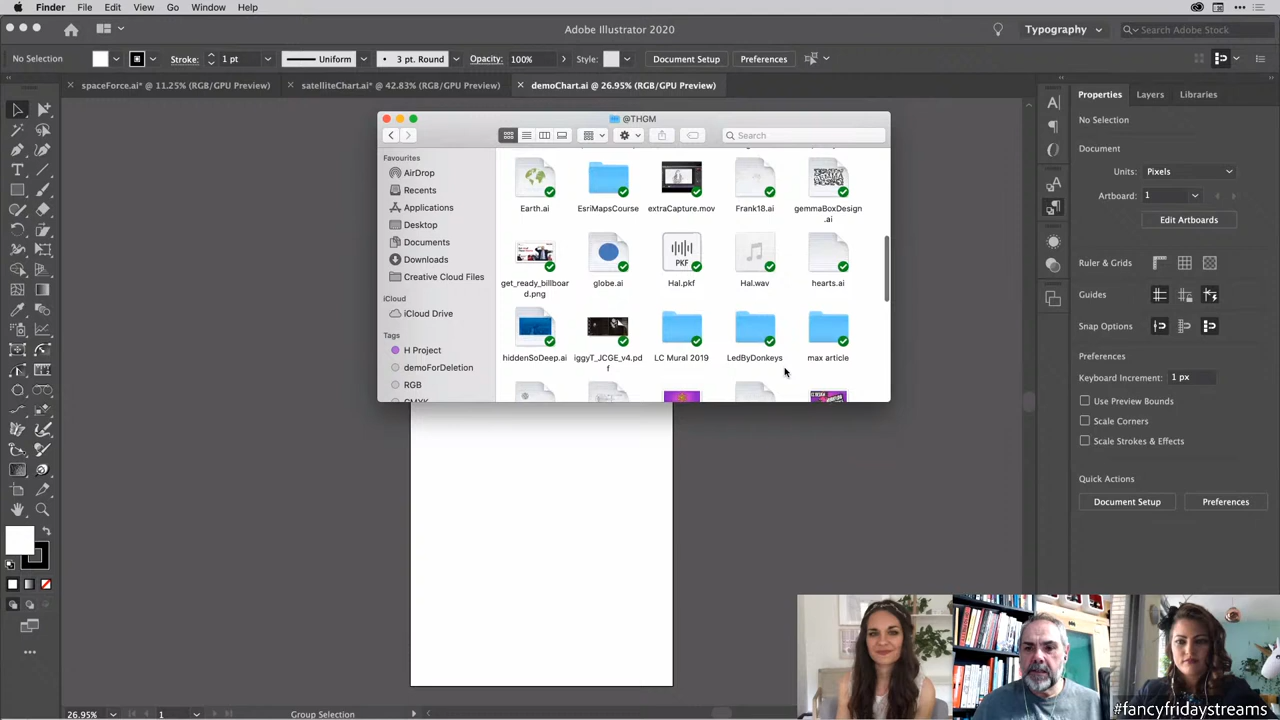 Finder File Edit View Go Window Help
Adobe Illustrator 2020
Typography
Search Adobe Stock
No Selection
Stroke:
1 pt
Uniform
3 pt. Round
Opacity:
100%
Style:
Document Setup
Preferences
spaceForce.ai* @ 11.25% (RGB/GPU Preview)
satelliteChart.ai* @ 42.83% (RGB/GPU Preview)
demoChart.ai @ 26.95% (RGB/GPU Preview)
@THGM
Search
Favourites
AirDrop
Recents
Applications
Desktop
Documents
Downloads
Creative Cloud Files
iCloud
iCloud Drive
Tags
H Project
demoForDeletion
RGB
CMYK
Earth.ai
EsriMapsCourse
extraCapture.mov
Frank18.ai
gemmaBoxDesign
.ai
get_ready_billboar
d.png
globe.ai
PKF
Hal.pkf
Hal.wav
hearts.ai
hiddenSoDeep.ai
iggyT_JCGE_v4.pd
f
LC Mural 2019
LedByDonkeys
max article
Properties
Layers
Libraries
No Selection
Document
Units:
Pixels
Artboard:
1
Edit Artboards
Ruler & Grids
Guides
Snap Options
Preferences
Keyboard Increment:
1 px
Use Preview Bounds
Scale Corners
Scale Strokes & Effects
Quick Actions
Document Setup
Preferences
26.95%
1
Group Selection
#fancyfridaystreams